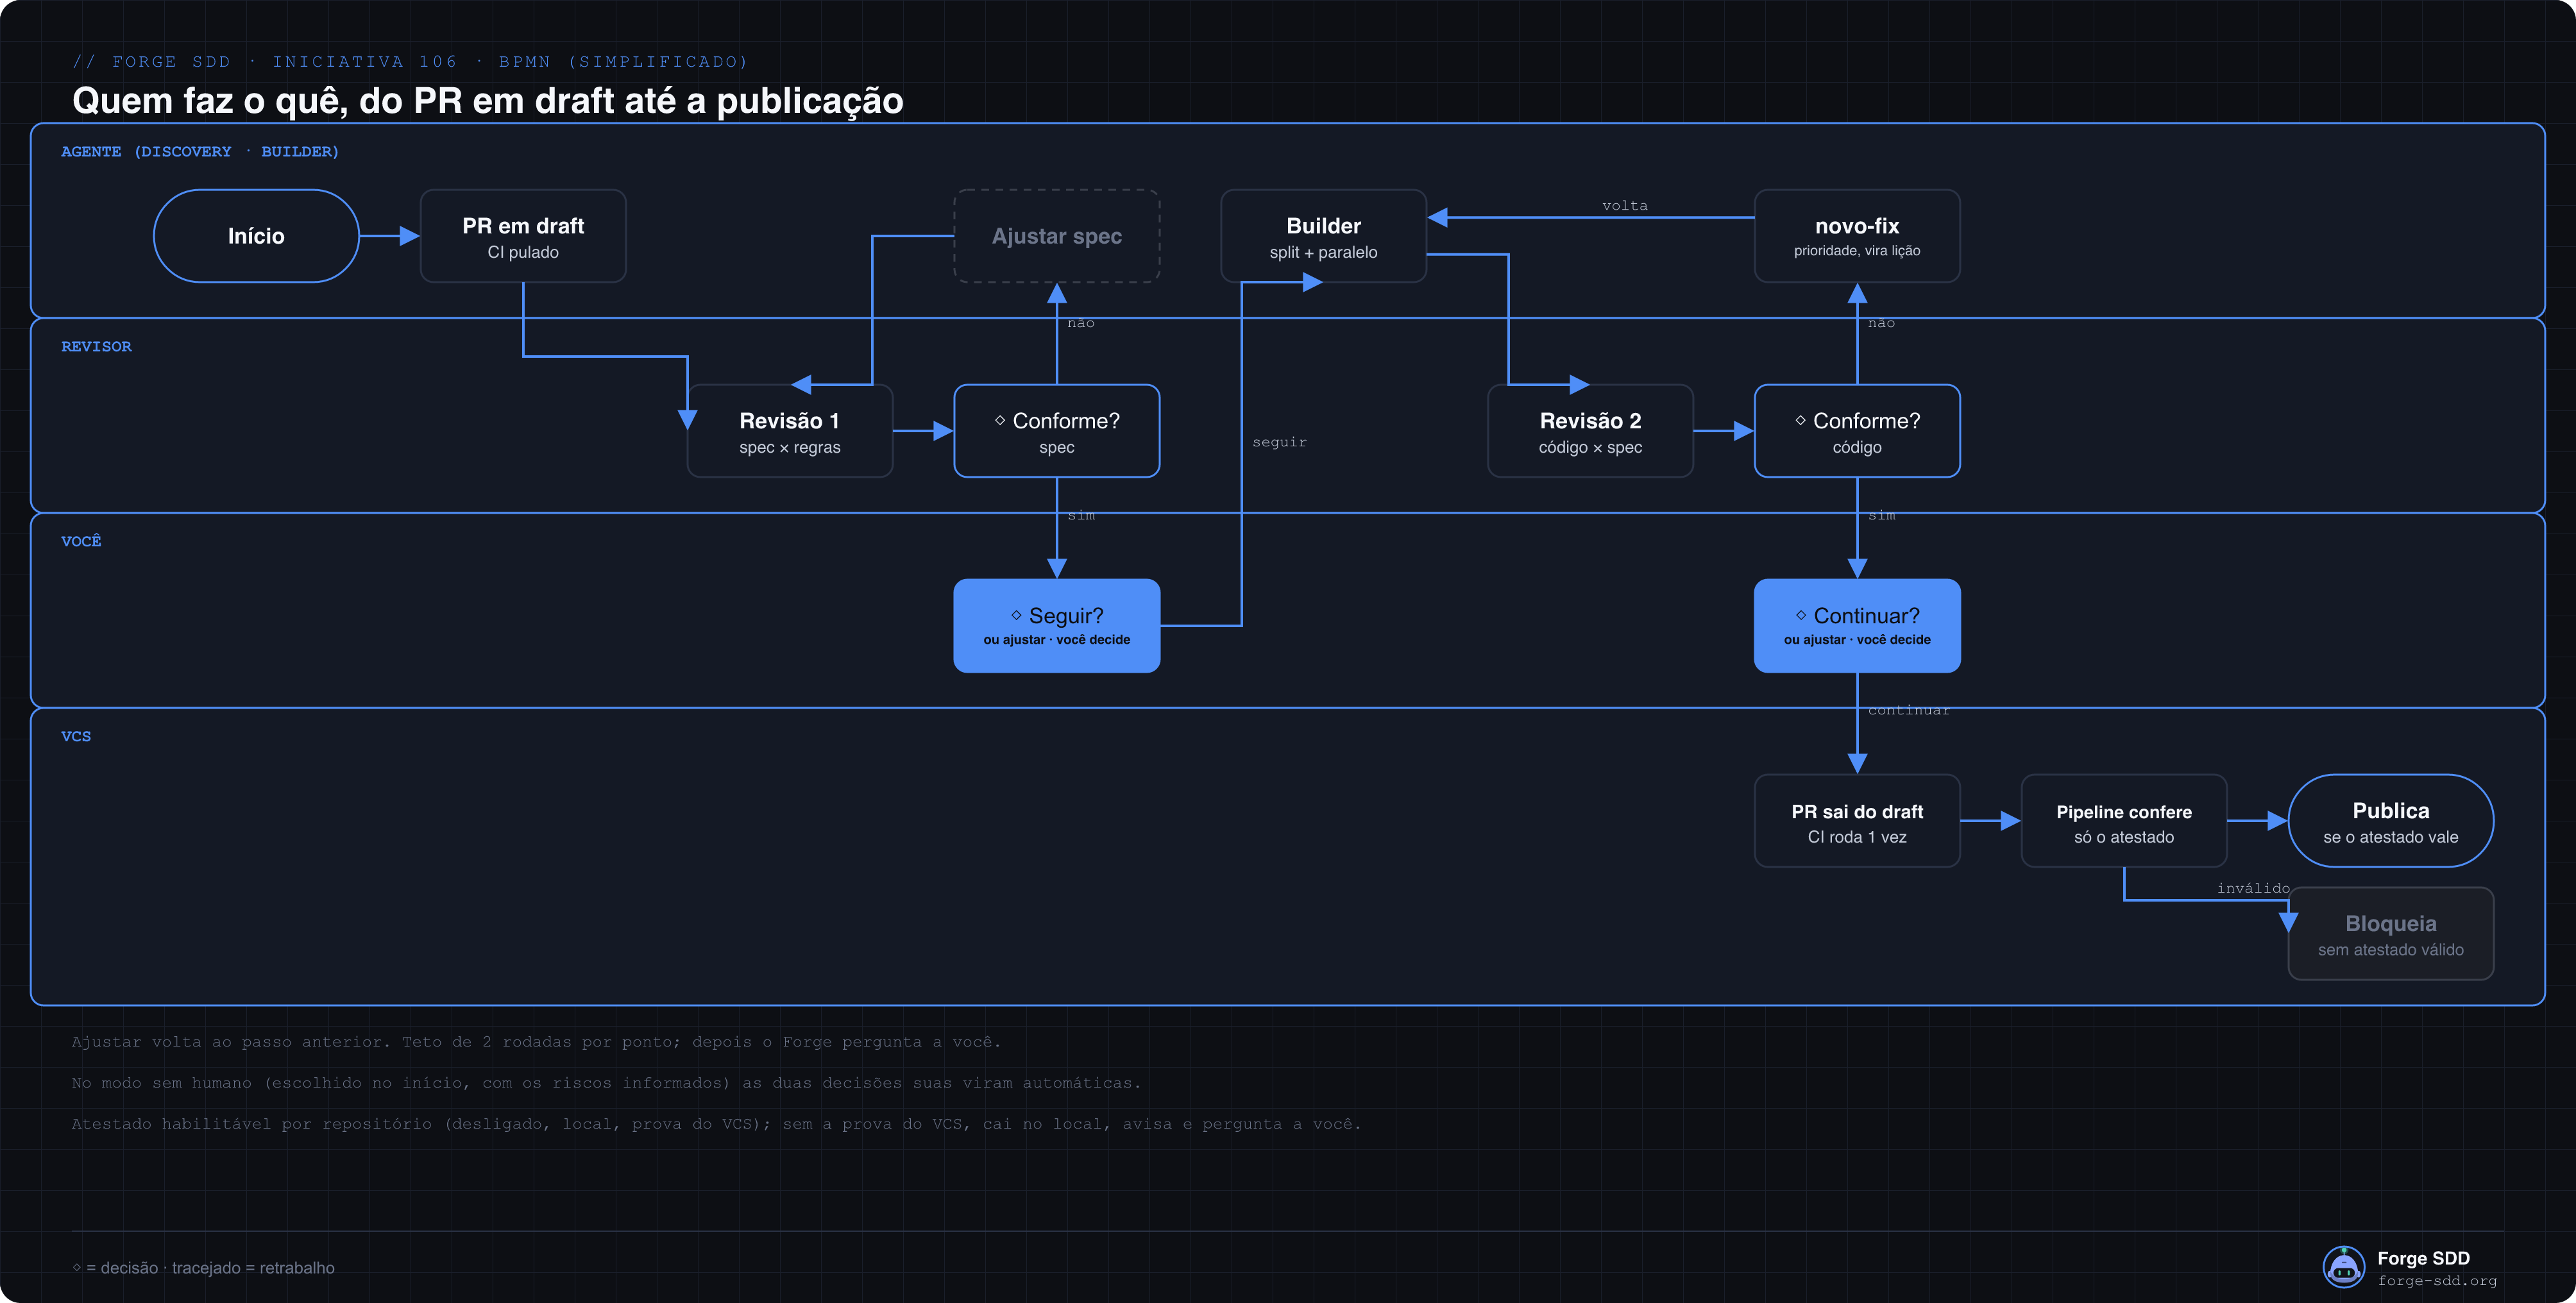 // FORGE SDD · INICIATIVA 106 · BPMN (SIMPLIFICADO)
Quem faz o quê, do PR em draft até a publicação
AGENTE (DISCOVERY · BUILDER)
Início
PR em draft
CI pulado
Ajustar spec
Builder
split + paralelo
volta
novo-fix
prioridade, vira lição
não
não
REVISOR
Revisão 1
spec × regras
◇ Conforme?
spec
seguir
Revisão 2
código × spec
◇ Conforme?
código
sim
sim
VOCÊ
◇ Seguir?
ou ajustar · você decide
◇ Continuar?
ou ajustar · você decide
continuar
VCS
PR sai do draft
CI roda 1 vez
Pipeline confere
só o atestado
Publica
se o atestado vale
inválido
Bloqueia
sem atestado válido
Ajustar volta ao passo anterior. Teto de 2 rodadas por ponto; depois o Forge pergunta a você.
No modo sem humano (escolhido no início, com os riscos informados) as duas decisões suas viram automáticas.
Atestado habilitável por repositório (desligado, local, prova do VCS); sem a prova do VCS, cai no local, avisa e pergunta a você.
◇ = decisão · tracejado = retrabalho
Forge SDD
forge-sdd.org